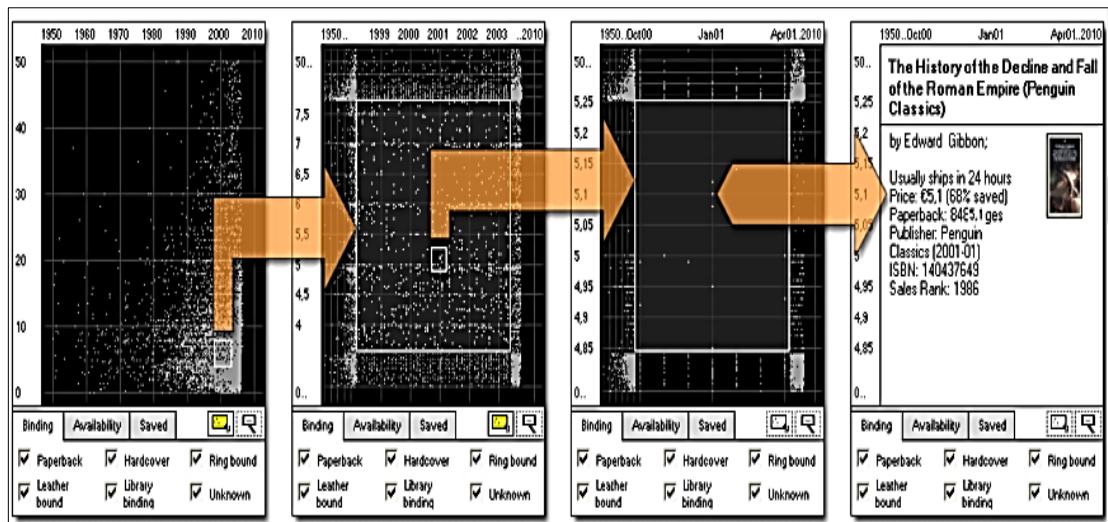 1950 1960 1970 1980 1990 2000 2010
50
40
30
20
10
0
Binding Availability Saved
Paperback Hardcover Ring bound
Leather bound Library binding Unknown
1950.. 1999 2000 2001 2002 2003 ..2010
50..
7,5
7
6,5
6
5,5
5
4,5
4
0..
Binding Availability Saved
Paperback Hardcover Ring bound
Leather bound Library binding Unknown
1950..Oct00 Jan01 Apr01.2010
50..
5,25
5,2
5,15
5,1
5,05
5
4,95
4,9
4,85
0..
Binding Availability Saved
Paperback Hardcover Ring bound
Leather bound Library binding Unknown
1950..Oct00 Jan01 Apr01.2010
50..
5,25
5,2
5,15
5,05
5
4,95
4,9
4,85
0..
The History of the Decline and Fall
of the Roman Empire (Penguin
Classics)
by Edward Gibbon;
Usually ships in 24 hours
Price: €5,1 (68% saved)
Paperback:
Publisher: Penguin
Classics (2001-01)
ISBN: 140437649
Sales Rank: 1986
Binding Availability Saved
Paperback Hardcover Ring bound
Leather bound Library binding Unknown